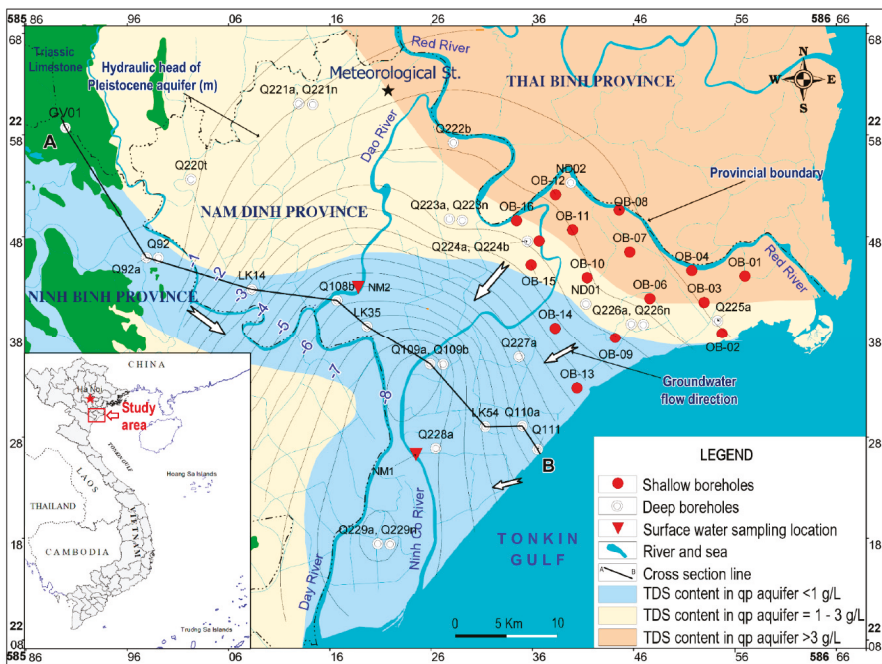 585 86 96 06 16 26 36 46 56 586 66
68
22
58
48
38
28
18
22
08
68
22
58
48
38
28
18
22
08
585 86 96 06 16 26 36 46 56 586 66
Triassic
Limestone
Hydraulic head of
Pleistocene aquifer (m)
Meteorological St.
Red River
THAI BINH PROVINCE
N
W E
S
GV01
A
Q221a, Q221n
Dao River
Q222b
Provincial
boundary
Q220t
NAM DINH PROVINCE
Q223a, Q223n
Q224a, Q224b
ND02
OB-12
OB-16
OB-08
OB-11
OB-07
OB-04
OB-01
Red River
OB-10
OB-15
ND01
OB-06
OB-03
Q225a
Q226a, Q226n
OB-14
OB-09
OB-02
Q92
Q92a
NINH BINH PROVINCE
-1
-2
-3
-4
-5
-6
-7
-8
LK14
Q108b
NM2
LK35
Q109a, Q109b
Q227a
OB-13
Groundwater
flow direction
LK54
Q110a
Q111
B
Q228a
NM1
Q229a, Q229n
Day River
Ninh Co River
TONKIN
GULF
0 5 10 Km
CHINA
Ha Noi
Study
area
LAOS
THAILAND
VIETNAM
CAMBODIA
Hoang Sa Islands
Truong Sa Islands
LEGEND
Shallow boreholes
Deep boreholes
Surface water sampling location
River and sea
A B Cross section line
TDS content in qp aquifer <1 g/L
TDS content in qp aquifer = 1 - 3 g/L
TDS content in qp aquifer >3 g/L